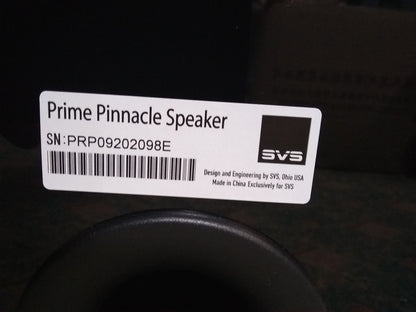 Prime Pinnacle Speaker
SN:PRP09202098E
SVS
Design and Engineering by SVS, Ohio USA
Made in China Exclusively for SVS